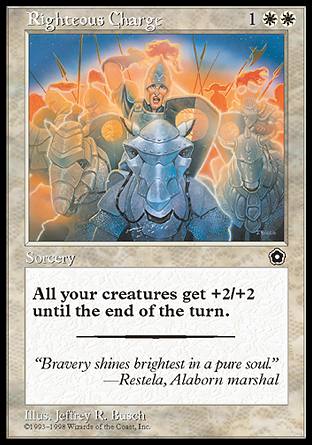 Righteous Charge 1
Sorcery
All your creatures get +2/+2
until the end of the turn.
“Bravery shines brightest in a pure soul.”
—Restela, Alaborn marshal
Illus. Jeffrey R. Busch
©1993–1998 Wizards of the Coast, Inc.